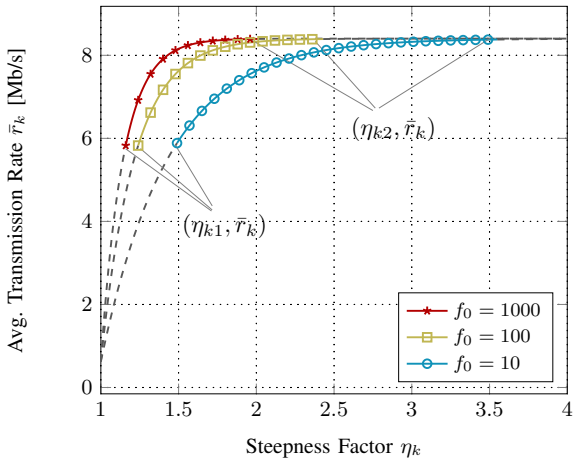 8
6
4
2
0
Avg. Transmission Rate r̄ₖ [Mb/s]
(ηₖ₂, r̄ₖ)
(ηₖ₁, r̄ₖ)
f₀ = 1000
f₀ = 100
f₀ = 10
1 1.5 2 2.5 3 3.5 4
Steepness Factor ηₖ